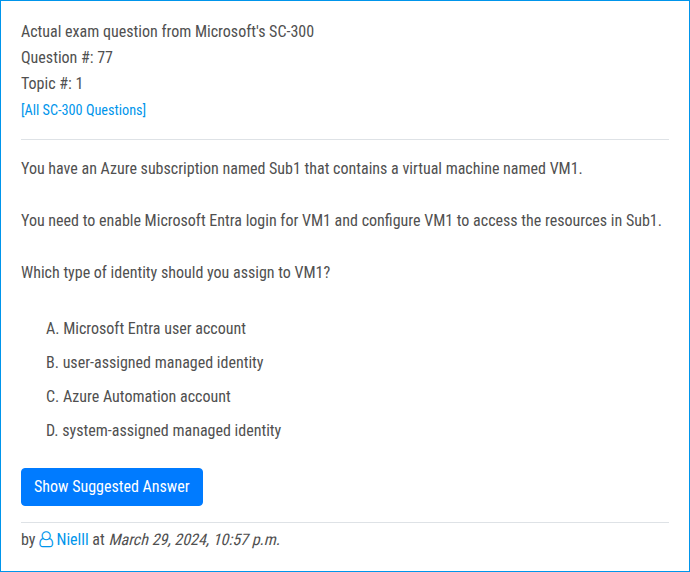 Actual exam question from Microsoft's SC-300
Question #: 77
Topic #: 1
[All SC-300 Questions]
You have an Azure subscription named Sub1 that contains a virtual machine named VM1.
You need to enable Microsoft Entra login for VM1 and configure VM1 to access the resources in Sub1.
Which type of identity should you assign to VM1?
A. Microsoft Entra user account
B. user-assigned managed identity
C. Azure Automation account
D. system-assigned managed identity
Show Suggested Answer
by Nielll at March 29, 2024, 10:57 p.m.